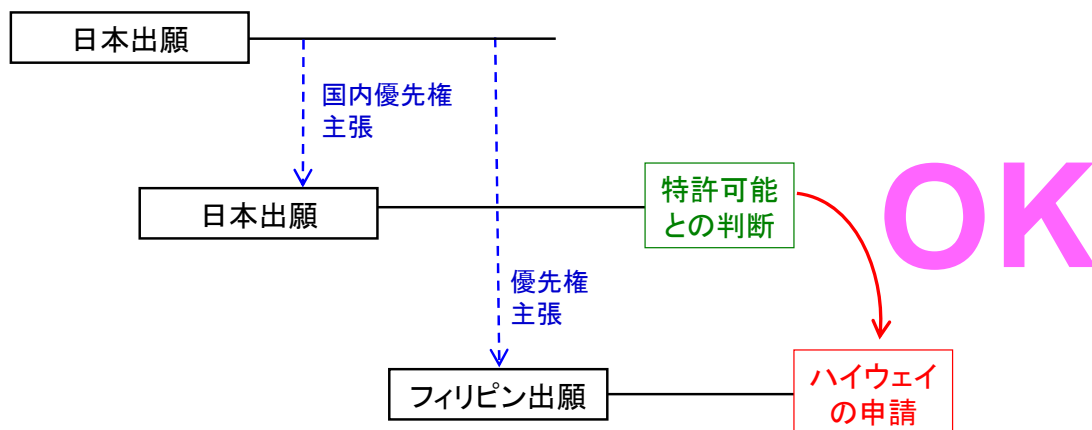 日本出願
国内優先権
主張
日本出願
特許可能
との判断
OK
優先権
主張
フィリピン出願
ハイウェイ
の申請